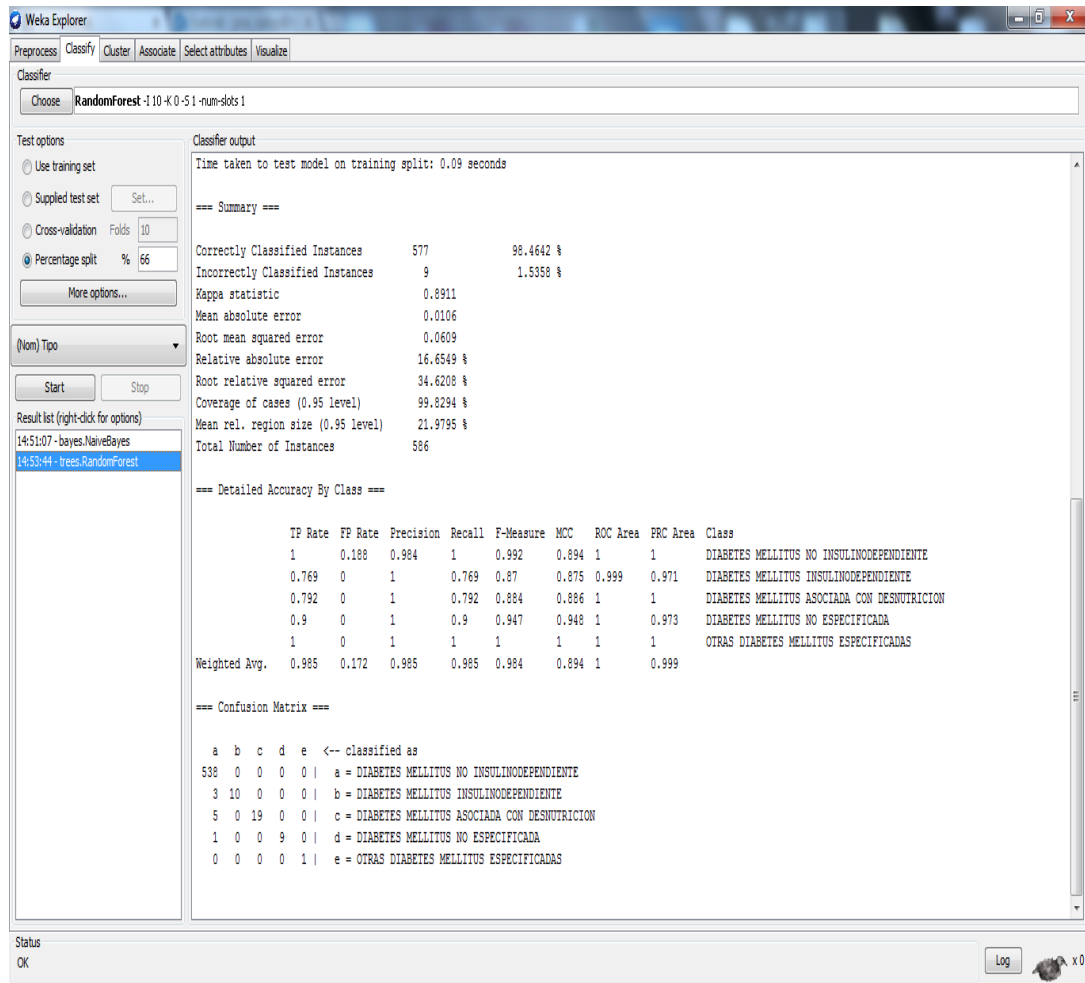 Weka Explorer
Preprocess Classify Cluster Associate Select attributes Visualize
Classifier
Choose RandomForest -I 10 -K 0 -S 1 -num-slots 1
Test options
Use training set
Supplied test set Set...
Cross-validation Folds 10
Percentage split % 66
More options...
(Nom) Tipo
Start Stop
Result list (right-click for options)
14:51:07 - bayes.NaiveBayes
14:53:44 - trees.RandomForest
Classifier output
Time taken to test model on training split: 0.09 seconds
=== Summary ===
Correctly Classified Instances 577 98.4642 %
Incorrectly Classified Instances 9 1.5358 %
Kappa statistic 0.8911
Mean absolute error 0.0106
Root mean squared error 0.0609
Relative absolute error 16.6549 %
Root relative squared error 34.6208 %
Coverage of cases (0.95 level) 99.8294 %
Mean rel. region size (0.95 level) 21.9795 %
Total Number of Instances 586
=== Detailed Accuracy By Class ===
TP Rate FP Rate Precision Recall F-Measure MCC ROC Area PRC Area Class
1 0.188 0.984 1 0.992 0.894 1 1 DIABETES MELLITUS NO INSULINODEPENDIENTE
0.769 0 1 0.769 0.87 0.875 0.999 0.971 DIABETES MELLITUS INSULINODEPENDIENTE
0.792 0 1 0.792 0.884 0.886 1 1 DIABETES MELLITUS ASOCIADA CON DESNUTRICION
0.9 0 1 0.9 0.947 0.948 1 0.973 DIABETES MELLITUS NO ESPECIFICADA
1 0 1 1 1 1 1 1 OTRAS DIABETES MELLITUS ESPECIFICADAS
Weighted Avg. 0.985 0.172 0.985 0.985 0.984 0.894 1 0.999
=== Confusion Matrix ===
a b c d e <-- classified as
538 0 0 0 0 | a = DIABETES MELLITUS NO INSULINODEPENDIENTE
3 10 0 0 0 | b = DIABETES MELLITUS INSULINODEPENDIENTE
5 0 19 0 0 | c = DIABETES MELLITUS ASOCIADA CON DESNUTRICION
1 0 0 9 0 | d = DIABETES MELLITUS NO ESPECIFICADA
0 0 0 0 1 | e = OTRAS DIABETES MELLITUS ESPECIFICADAS
Status
OK
Log
x 0